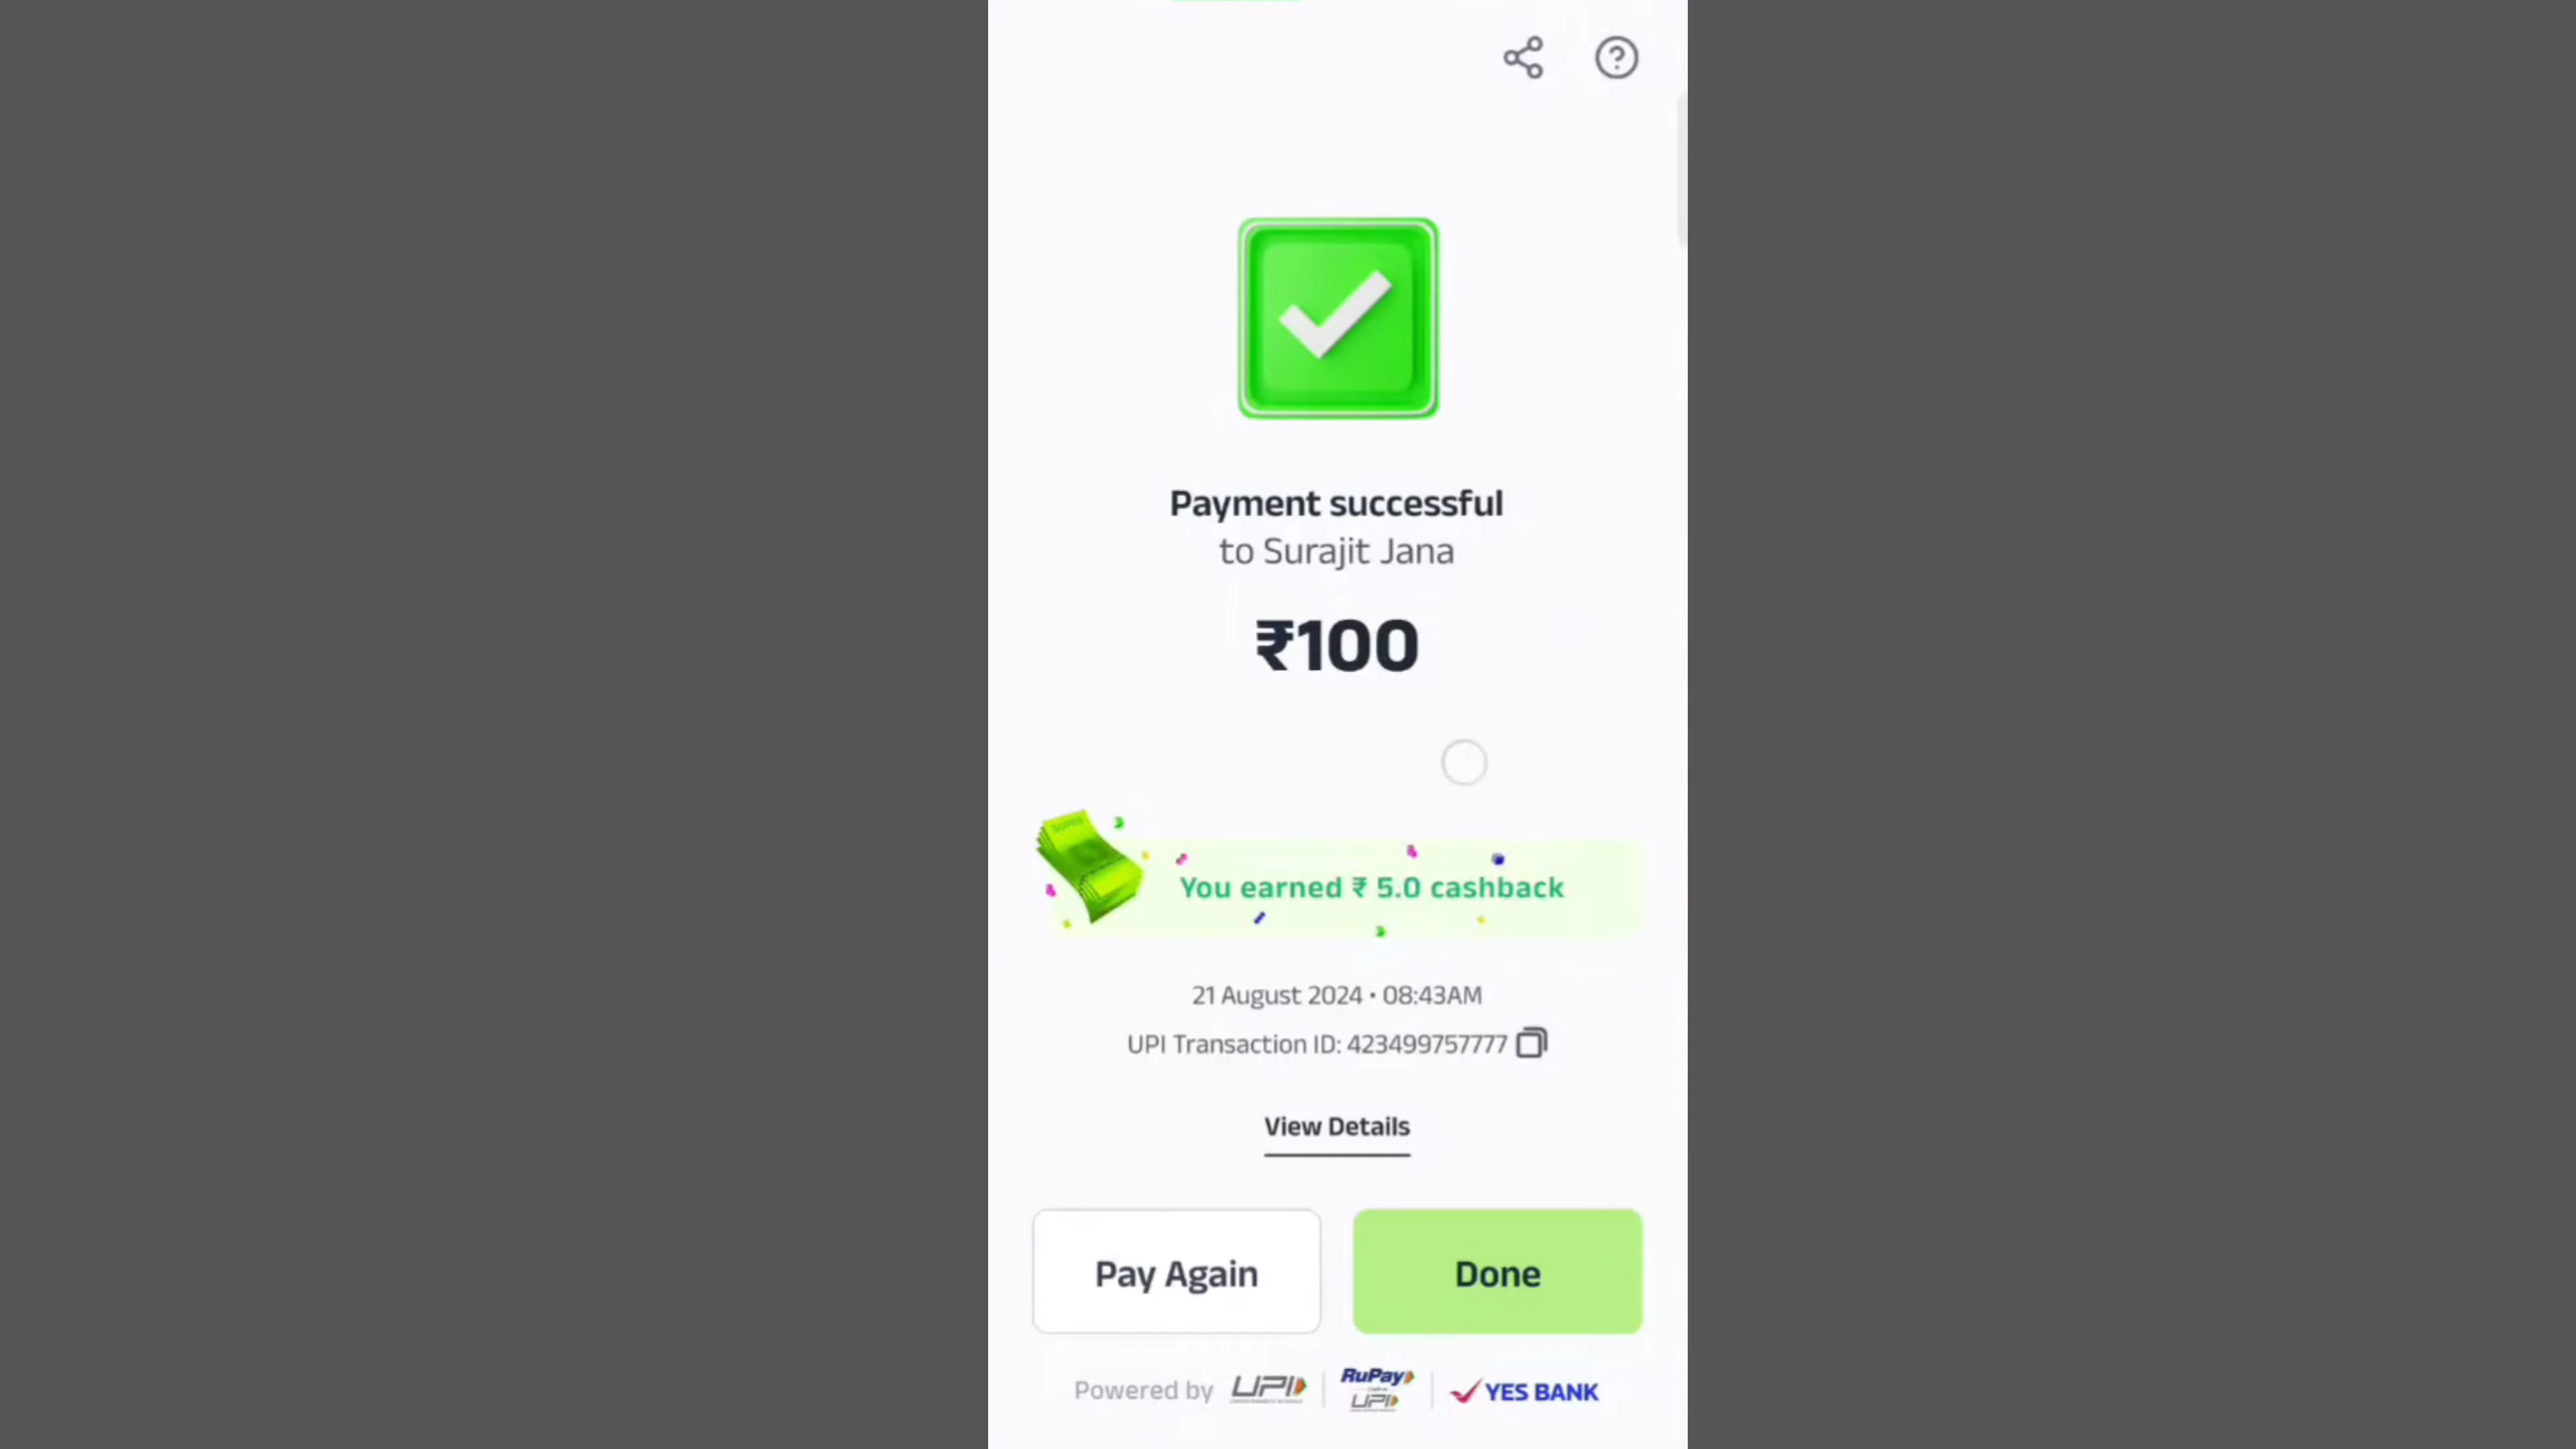 Payment successful
to Surajit Jana
₹100
You earned ₹ 5.0 cashback
21 August 2024 • 08:43AM
UPI Transaction ID: 423499757777
View Details
Pay Again
Done
Powered by UPI RuPay UPI YES BANK